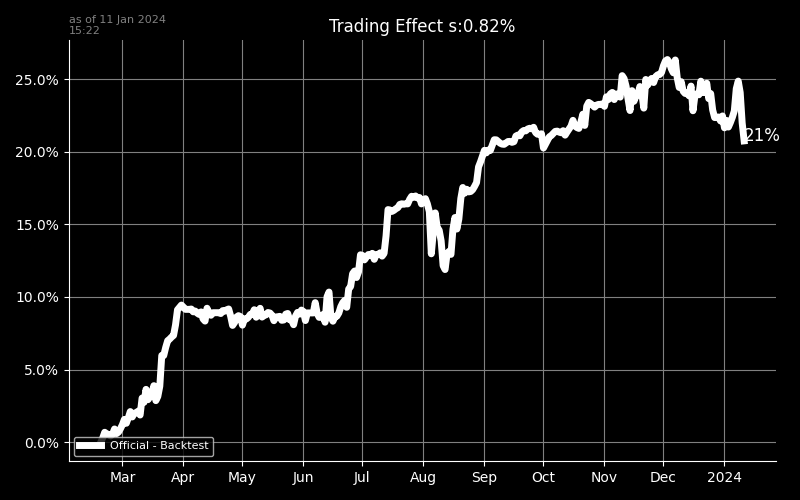 as of 11 Jan 2024
15:22
Trading Effect s:0.82%
25.0%
20.0%
15.0%
10.0%
5.0%
0.0%
21%
Official - Backtest
Mar Apr May Jun Jul Aug Sep Oct Nov Dec 2024